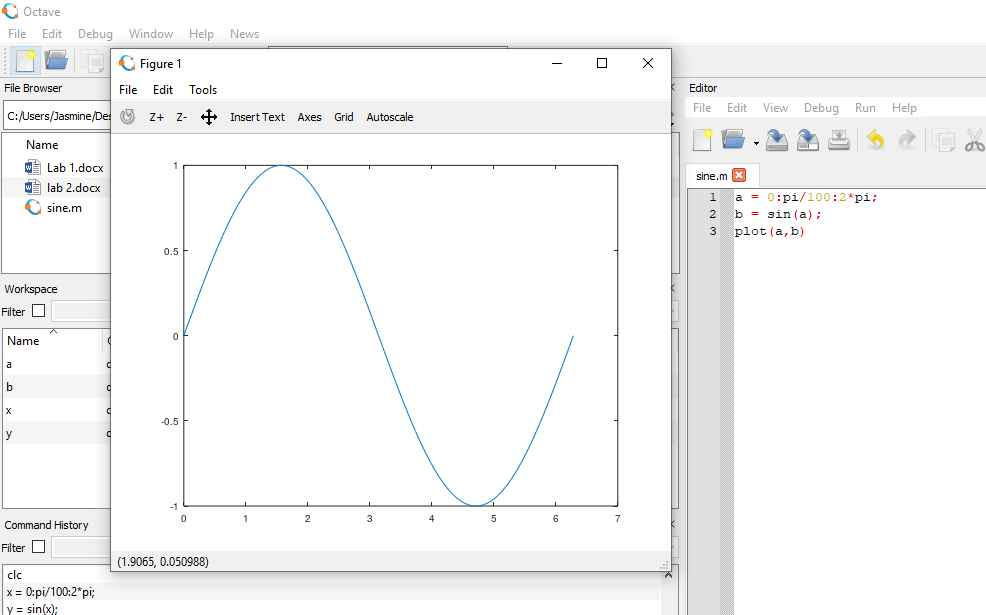 Octave
File Edit Debug Window Help News
File Browser
C:/Users/Jasmine/Des
Name
Lab 1.docx
lab 2.docx
sine.m
Workspace
Filter
Name
a
b
x
y
Command History
Filter
clc
x = 0:pi/100:2*pi;
y = sin(x);
Figure 1
File Edit Tools
Z+ Z- Insert Text Axes Grid Autoscale
1
0.5
0
-0.5
-1
0 1 2 3 4 5 6 7
(1.9065, 0.050988)
Editor
File Edit View Debug Run Help
sine.m
1 a = 0:pi/100:2*pi;
2 b = sin(a);
3 plot(a,b)